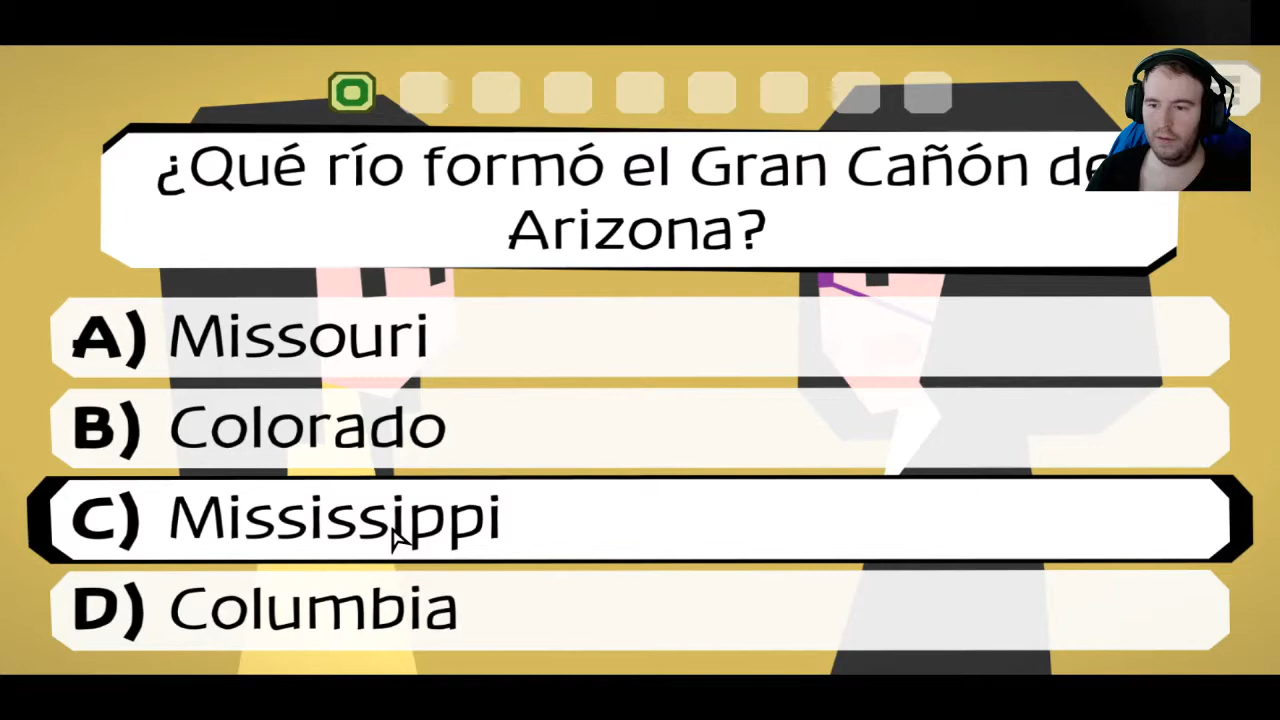 ¿Qué río formó el Gran Cañón de
Arizona?
A) Missouri
B) Colorado
C) Mississippi
D) Columbia